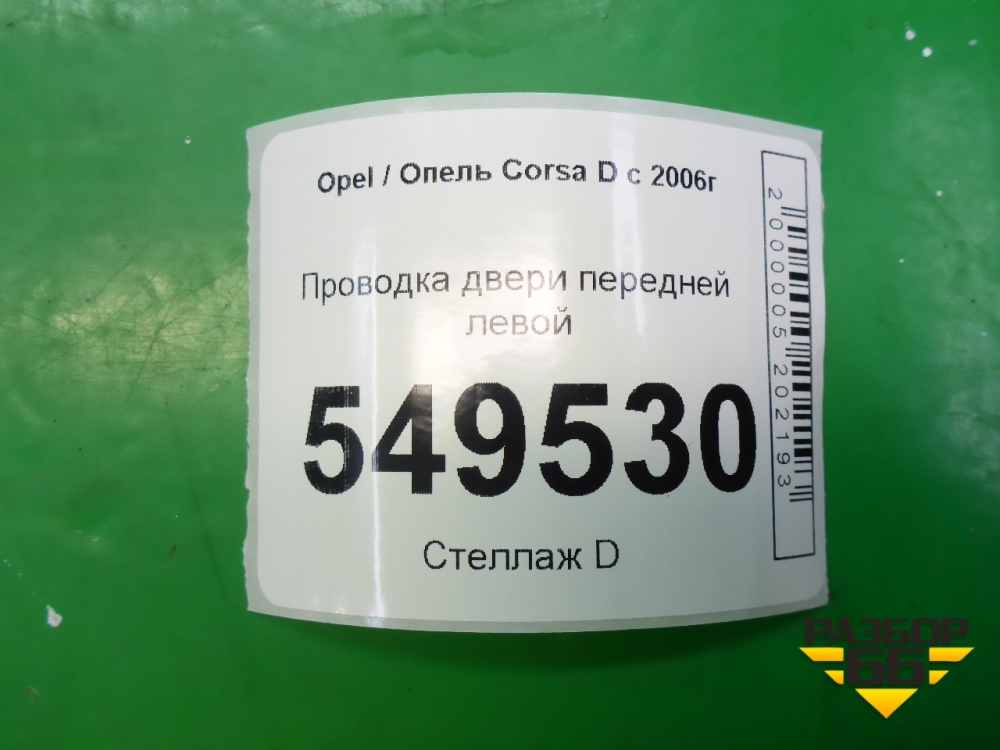 Opel / Опель Corsa D с 2006г
Проводка двери передней
левой
549530
Стеллаж D
2000005202193
РАЗБОР
66